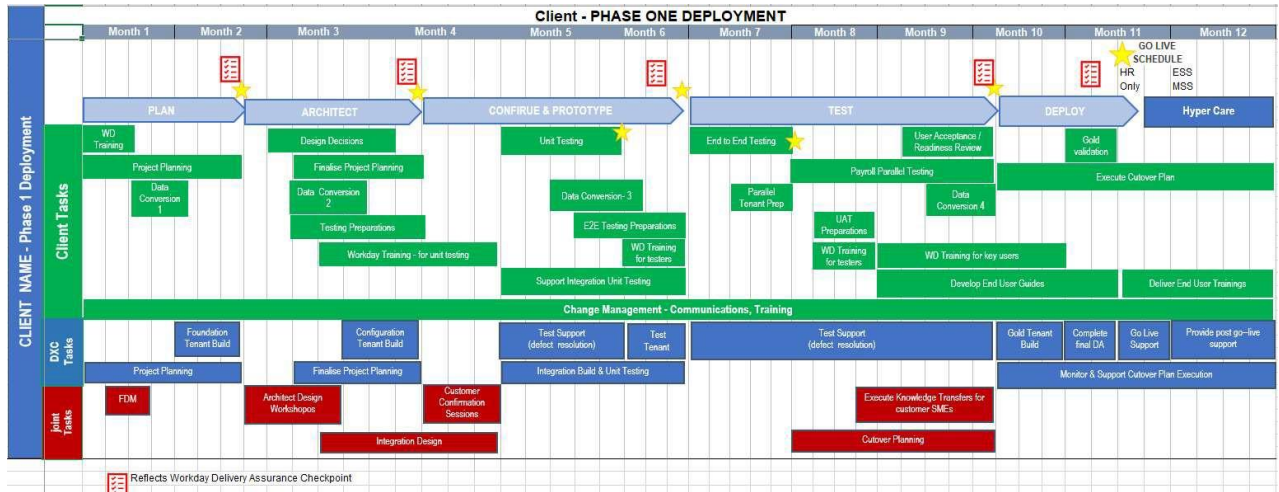 Client - PHASE ONE DEPLOYMENT
Month 1 Month 2 Month 3 Month 4 Month 5 Month 6 Month 7 Month 8 Month 9 Month 10 Month 11 Month 12
GO LIVE
SCHEDULE
HR ESS
Only MSS
PLAN ARCHITECT CONFIRUE & PROTOTYPE TEST DEPLOY Hyper Care
CLIENT NAME - Phase 1 Deployment
Client Tasks
WD
Training
Design Decisions
Unit Testing
End to End Testing
User Acceptance /
Readiness Review
Gold
validation
Project Planning
Finalise Project Planning
Payroll Parallel Testing
Execute Cutover Plan
Data
Conversion
1
Data Conversion
2
Data Conversion- 3
Parallel
Tenant Prep
Data
Conversion 4
Testing Preparations
E2E Testing Preparations
UAT
Preparations
Workday Training - for unit testing
WD Training
for testers
WD Training
for testers
WD Training for key users
Support Integration Unit Testing
Develop End User Guides
Deliver End User Trainings
Change Management - Communications, Training
DXC
Tasks
Foundation
Tenant Build
Configuration
Tenant Build
Test Support
(defect resolution)
Test
Tenant
Test Support
(defect resolution)
Gold Tenant
Build
Complete
final DA
Go Live
Support
Provide post go-live
support
Project Planning
Finalise Project Planning
Integration Build & Unit Testing
Monitor & Support Cutover Plan Execution
joint
Tasks
FDM
Architect Design
Workshopos
Customer
Confirmation
Sessions
Execute Knowledge Transfers for
customer SMEs
Integration Design
Cutover Planning
Reflects Workday Delivery Assurance Checkpoint